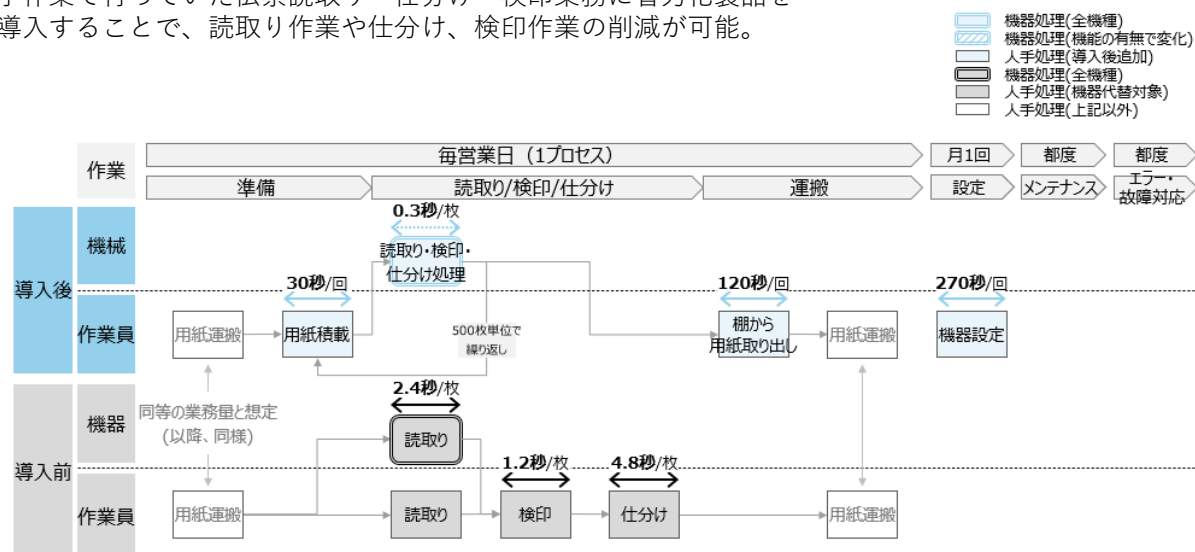 導入することで、読取り作業や仕分け、検印作業の削減が可能。
機器処理(全機種)
機器処理(機能の有無で変化)
人手処理(導入後追加)
機器処理(全機種)
人手処理(機器代替対象)
人手処理(上記以外)
作業
毎営業日（1プロセス）
月1回
都度
都度
準備
読取り/検印/仕分け
運搬
設定
メンテナンス
エラー・
故障対応
導入後
機械
0.3秒/枚
読取り・検印・
仕分け処理
作業員
用紙運搬
30秒/回
用紙積載
500枚単位で
繰り返し
120秒/回
棚から
用紙取り出し
用紙運搬
270秒/回
機器設定
同等の業務量と想定
(以降、同様)
導入前
機器
2.4秒/枚
読取り
作業員
用紙運搬
読取り
1.2秒/枚
検印
4.8秒/枚
仕分け
用紙運搬